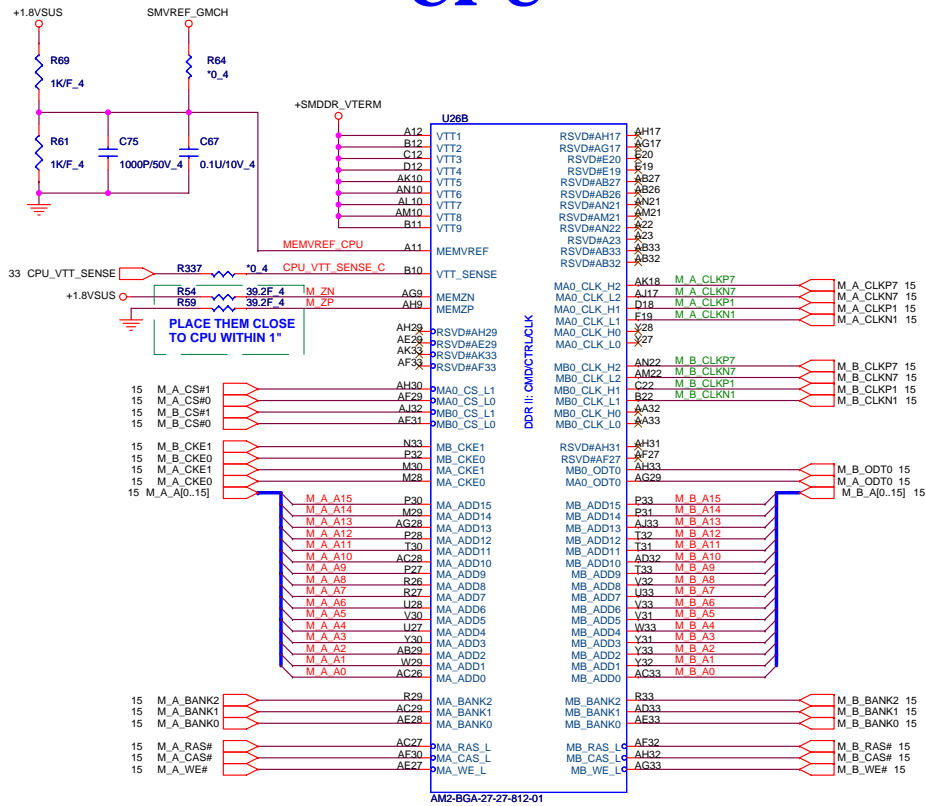 CPU
+1.8VSUS
SMVREF_GMCH
R69
1K/F_4
R64
*0_4
R61
1K/F_4
C75
1000P/50V_4
C67
0.1U/10V_4
+SMDDR_VTERM
U26B
A12 VTT1
B12 VTT2
C12 VTT3
D12 VTT4
AK10 VTT5
AN10 VTT6
AL10 VTT7
AM10 VTT8
B11 VTT9
MEMVREF_CPU A11 MEMVREF
33 CPU_VTT_SENSE R337 *0_4 CPU_VTT_SENSE_C B10 VTT_SENSE
+1.8VSUS R54 39.2F_4 M_ZN AG9 MEMZN
R59 39.2F_4 M_ZP AH9 MEMZP
PLACE THEM CLOSE
TO CPU WITHIN 1"
AH29 RSVD#AH29
AE29 RSVD#AE29
AK33 RSVD#AK33
AF33 RSVD#AF33
15 M_A_CS#1 AH30 MA0_CS_L1
15 M_A_CS#0 AF29 MA0_CS_L0
15 M_B_CS#1 AJ32 MB0_CS_L1
15 M_B_CS#0 AF31 MB0_CS_L0
15 M_B_CKE1 N33 MB_CKE1
15 M_B_CKE0 P32 MB_CKE0
15 M_A_CKE1 M30 MA_CKE1
15 M_A_CKE0 M28 MA_CKE0
15 M_A_A[0..15]
M_A_A15 P30 MA_ADD15
M_A_A14 M29 MA_ADD14
M_A_A13 AG28 MA_ADD13
M_A_A12 P28 MA_ADD12
M_A_A11 T30 MA_ADD11
M_A_A10 AC28 MA_ADD10
M_A_A9 P27 MA_ADD9
M_A_A8 R26 MA_ADD8
M_A_A7 R27 MA_ADD7
M_A_A6 U28 MA_ADD6
M_A_A5 V30 MA_ADD5
M_A_A4 U27 MA_ADD4
M_A_A3 Y30 MA_ADD3
M_A_A2 AB29 MA_ADD2
M_A_A1 W29 MA_ADD1
M_A_A0 AC26 MA_ADD0
15 M_A_BANK2 R29 MA_BANK2
15 M_A_BANK1 AC29 MA_BANK1
15 M_A_BANK0 AE28 MA_BANK0
15 M_A_RAS# AC27 MA_RAS_L
15 M_A_CAS# AF30 MA_CAS_L
15 M_A_WE# AE27 MA_WE_L
DDR II: CMD/CTRL/CLK
RSVD#AH17 AH17
RSVD#AG17 AG17
RSVD#E20 E20
RSVD#E19 E19
RSVD#AB27 AB27
RSVD#AB26 AB26
RSVD#AN21 AN21
RSVD#AM21 AM21
RSVD#AN22 A22
RSVD#A23 A23
RSVD#AB33 AB33
RSVD#AB32 AB32
MA0_CLK_H2 AK18 M_A_CLKP7 M_A_CLKP7 15
MA0_CLK_L2 AJ17 M_A_CLKN7 M_A_CLKN7 15
MA0_CLK_H1 D18 M_A_CLKP1 M_A_CLKP1 15
MA0_CLK_L1 F19 M_A_CLKN1 M_A_CLKN1 15
MA0_CLK_H0 Y28
MA0_CLK_L0 Y27
MB0_CLK_H2 AN22 M_B_CLKP7 M_B_CLKP7 15
MB0_CLK_L2 AM22 M_B_CLKN7 M_B_CLKN7 15
MB0_CLK_H1 C22 M_B_CLKP1 M_B_CLKP1 15
MB0_CLK_L1 B22 M_B_CLKN1 M_B_CLKN1 15
MB0_CLK_H0 AA32
MB0_CLK_L0 AA33
RSVD#AH31 AH31
RSVD#AF27 AF27
MB0_ODT0 AH33 M_B_ODT0 15
MA0_ODT0 AG29 M_A_ODT0 15
M_B_A[0..15] 15
MB_ADD15 P33 M_B_A15
MB_ADD14 P31 M_B_A14
MB_ADD13 AJ33 M_B_A13
MB_ADD12 T32 M_B_A12
MB_ADD11 T31 M_B_A11
MB_ADD10 AD32 M_B_A10
MB_ADD9 T33 M_B_A9
MB_ADD8 V32 M_B_A8
MB_ADD7 U33 M_B_A7
MB_ADD6 V33 M_B_A6
MB_ADD5 V31 M_B_A5
MB_ADD4 W33 M_B_A4
MB_ADD3 Y31 M_B_A3
MB_ADD2 Y33 M_B_A2
MB_ADD1 Y32 M_B_A1
MB_ADD0 AC33 M_B_A0
MB_BANK2 R33 M_B_BANK2 15
MB_BANK1 AD33 M_B_BANK1 15
MB_BANK0 AE33 M_B_BANK0 15
MB_RAS_L AF32 M_B_RAS# 15
MB_CAS_L AH32 M_B_CAS# 15
MB_WE_L AG33 M_B_WE# 15
AM2-BGA-27-27-812-01